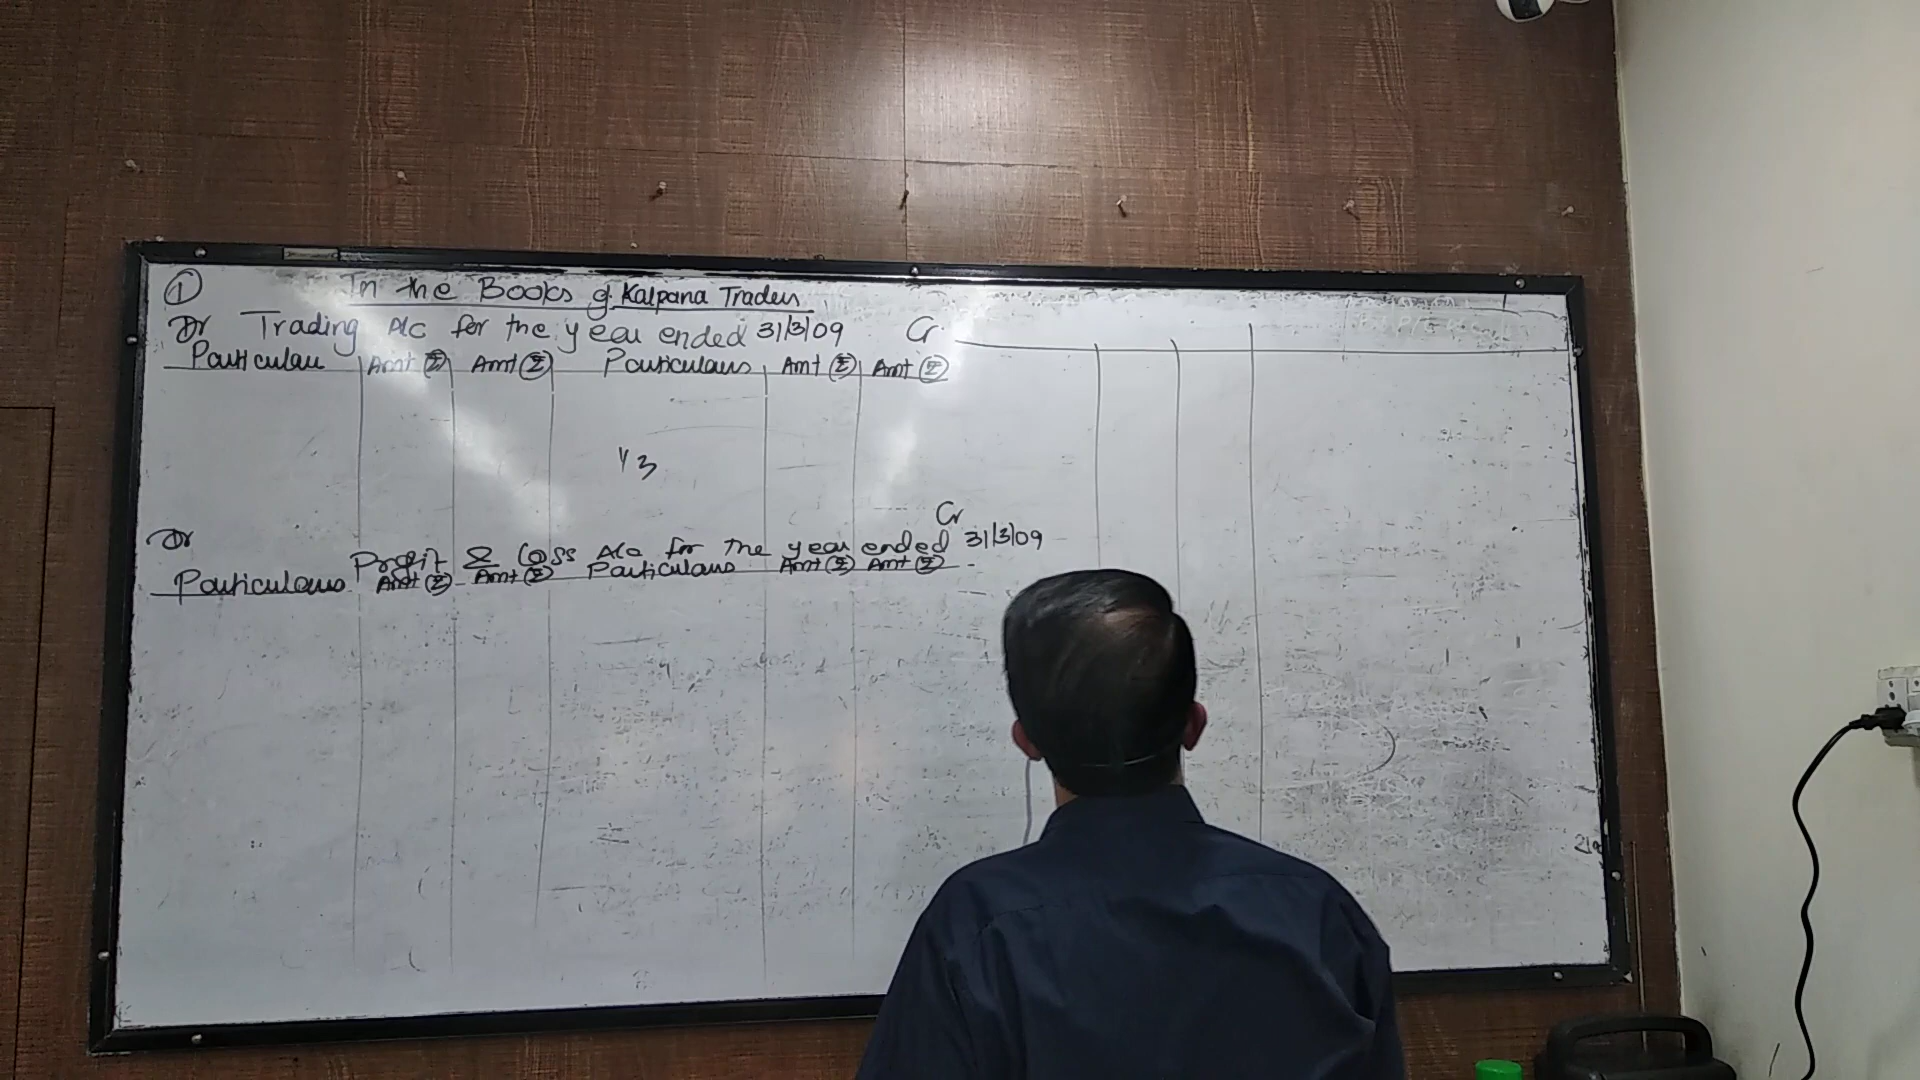 ① In the Books of Kalpana Traders
Dr Trading A/c for the year ended 31/3/09 Cr
Particulars Amt (₹) Amt (₹) Particulars Amt (₹) Amt (₹)
Cr
Dr Profit & Loss A/c for the year ended 31/3/09
Particulars Amt (₹) Amt (₹) Particulars Amt (₹) Amt (₹)